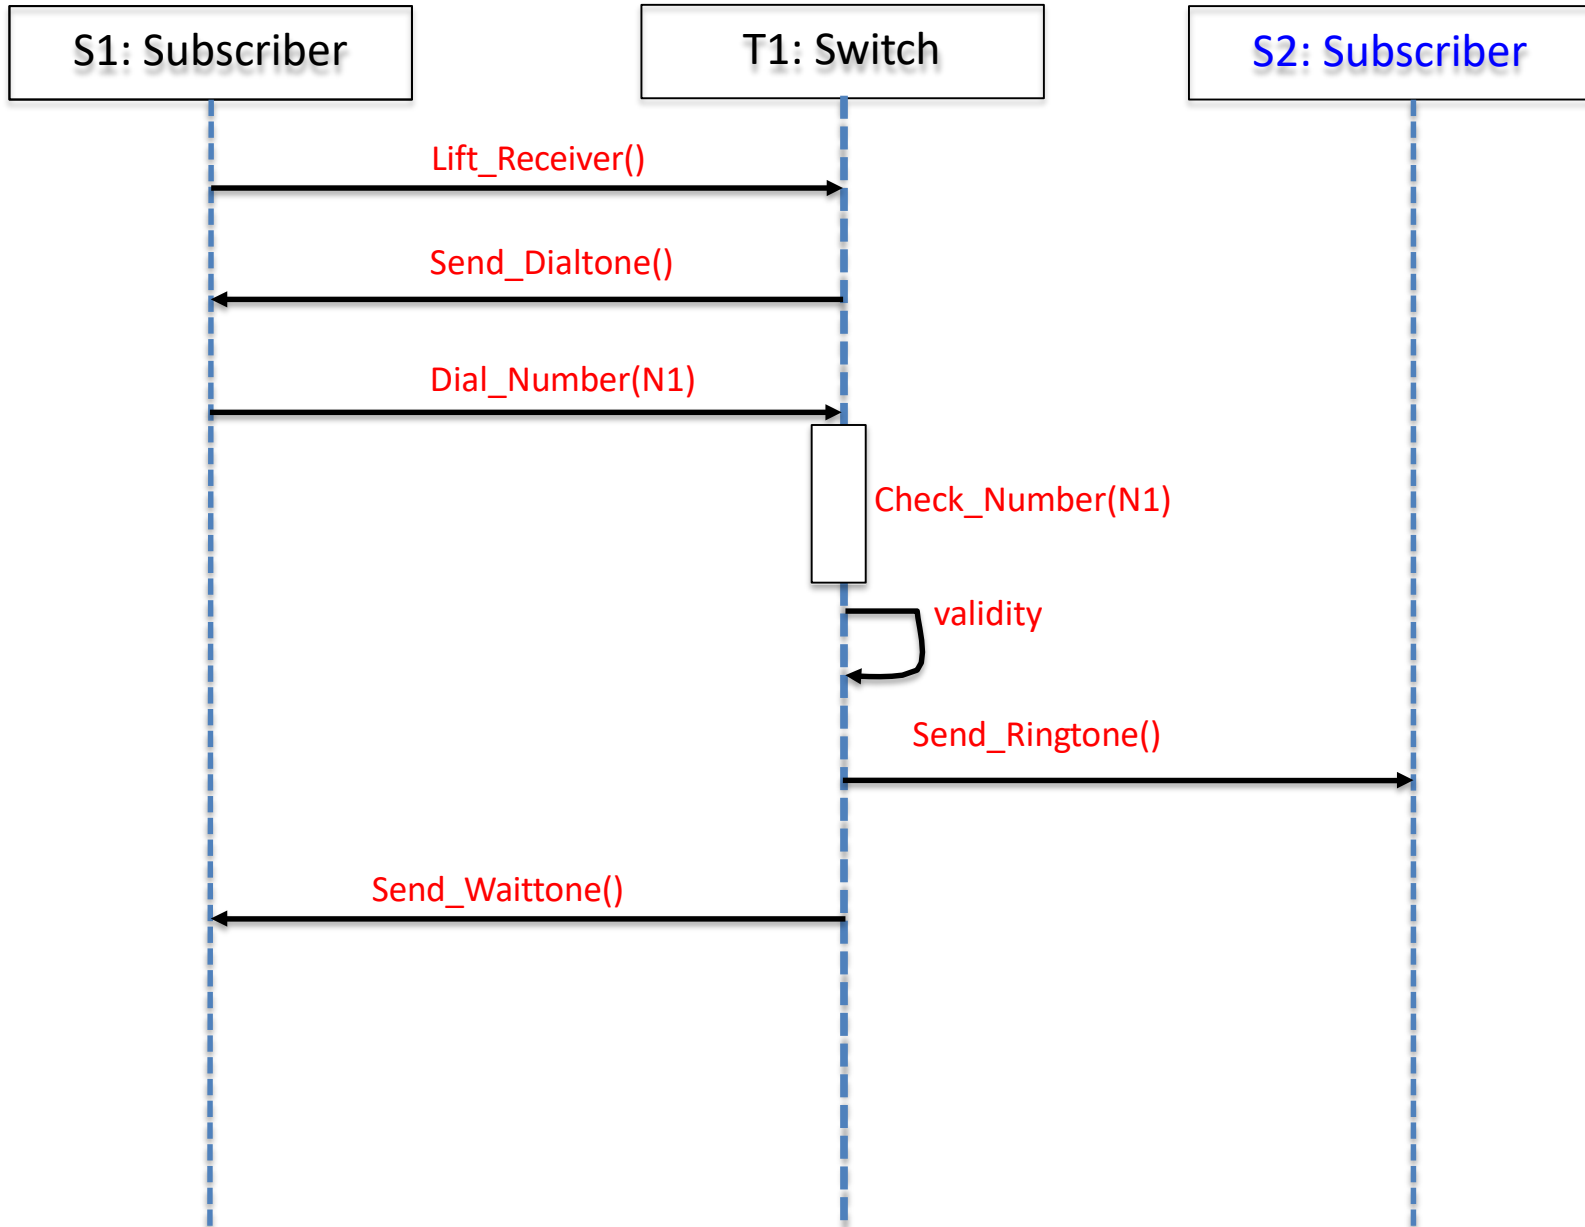 S1: Subscriber
T1: Switch
S2: Subscriber
Lift_Receiver()
Send_Dialtone()
Dial_Number(N1)
Check_Number(N1)
validity
Send_Ringtone()
Send_Waittone()